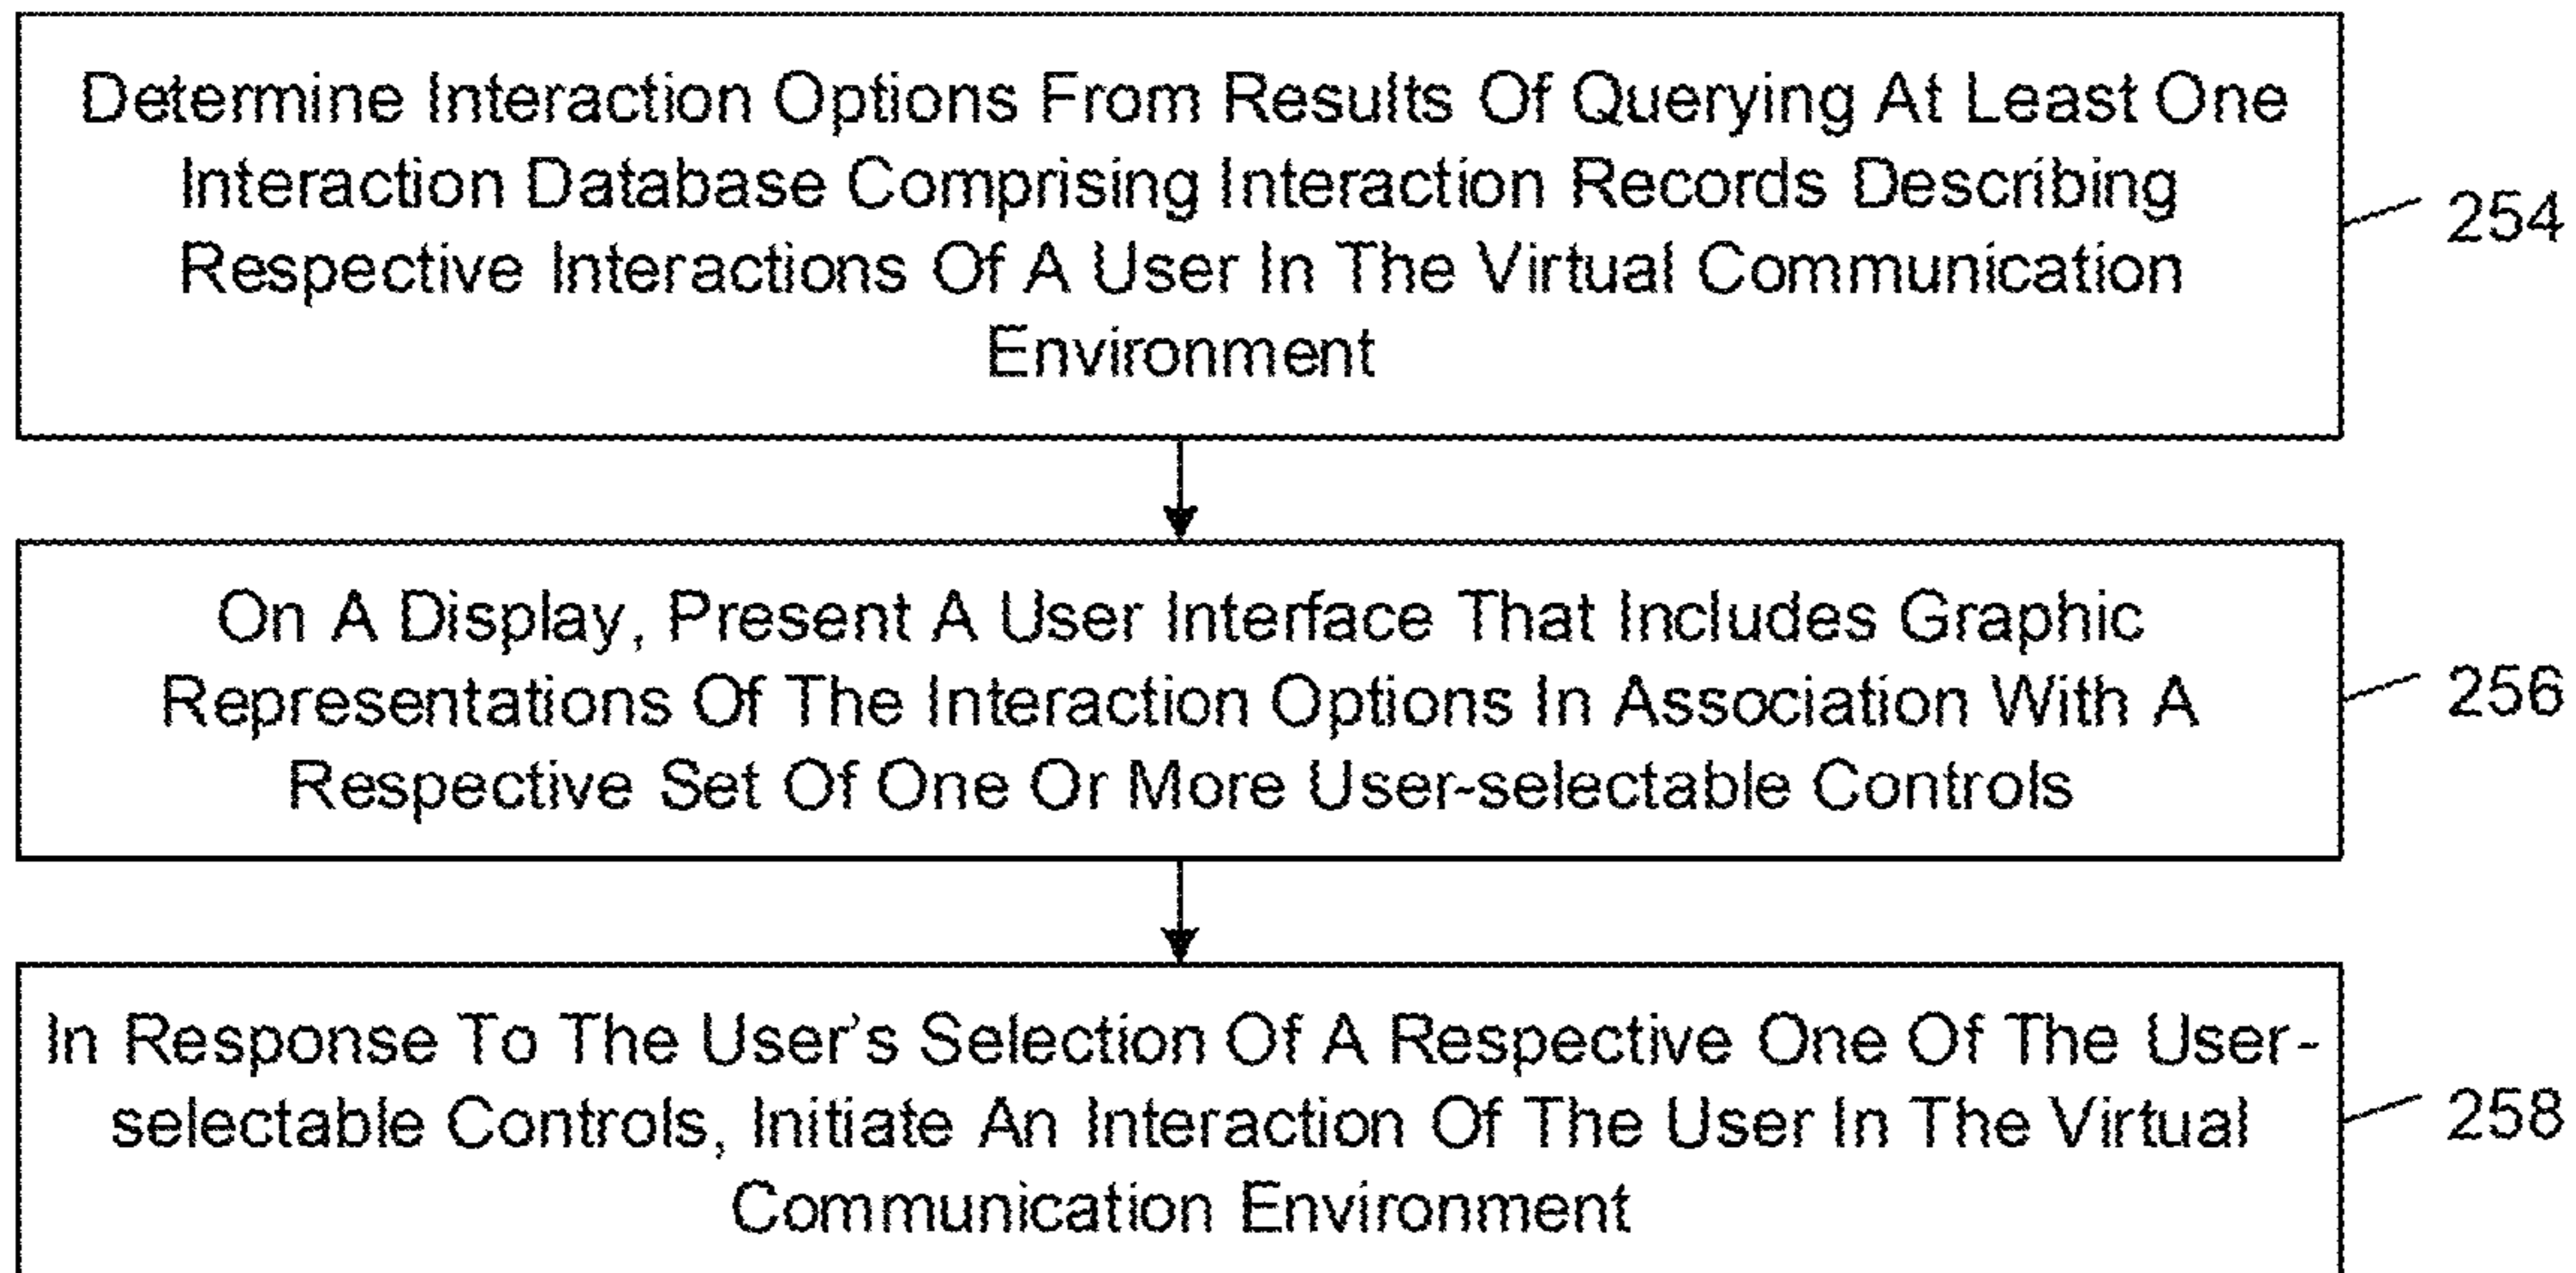 Determine Interaction Options From Results Of Querying At Least One
Interaction Database Comprising Interaction Records Describing
Respective Interactions Of A User In The Virtual Communication
Environment
254
On A Display, Present A User Interface That Includes Graphic
Representations Of The Interaction Options In Association With A
Respective Set Of One Or More User-selectable Controls
256
In Response To The User's Selection Of A Respective One Of The User-
selectable Controls, Initiate An Interaction Of The User In The Virtual
Communication Environment
258